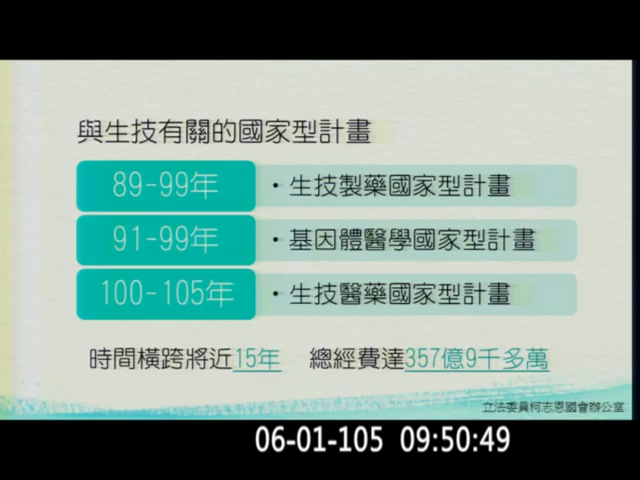 與生技有關的國家型計畫
89-99年 ・生技製藥國家型計畫
91-99年 ・基因體醫學國家型計畫
100-105年 ・生技醫藥國家型計畫
時間橫跨將近15年 總經費達357億9千多萬
立法委員柯志恩國會辦公室
06-01-105 09:50:49